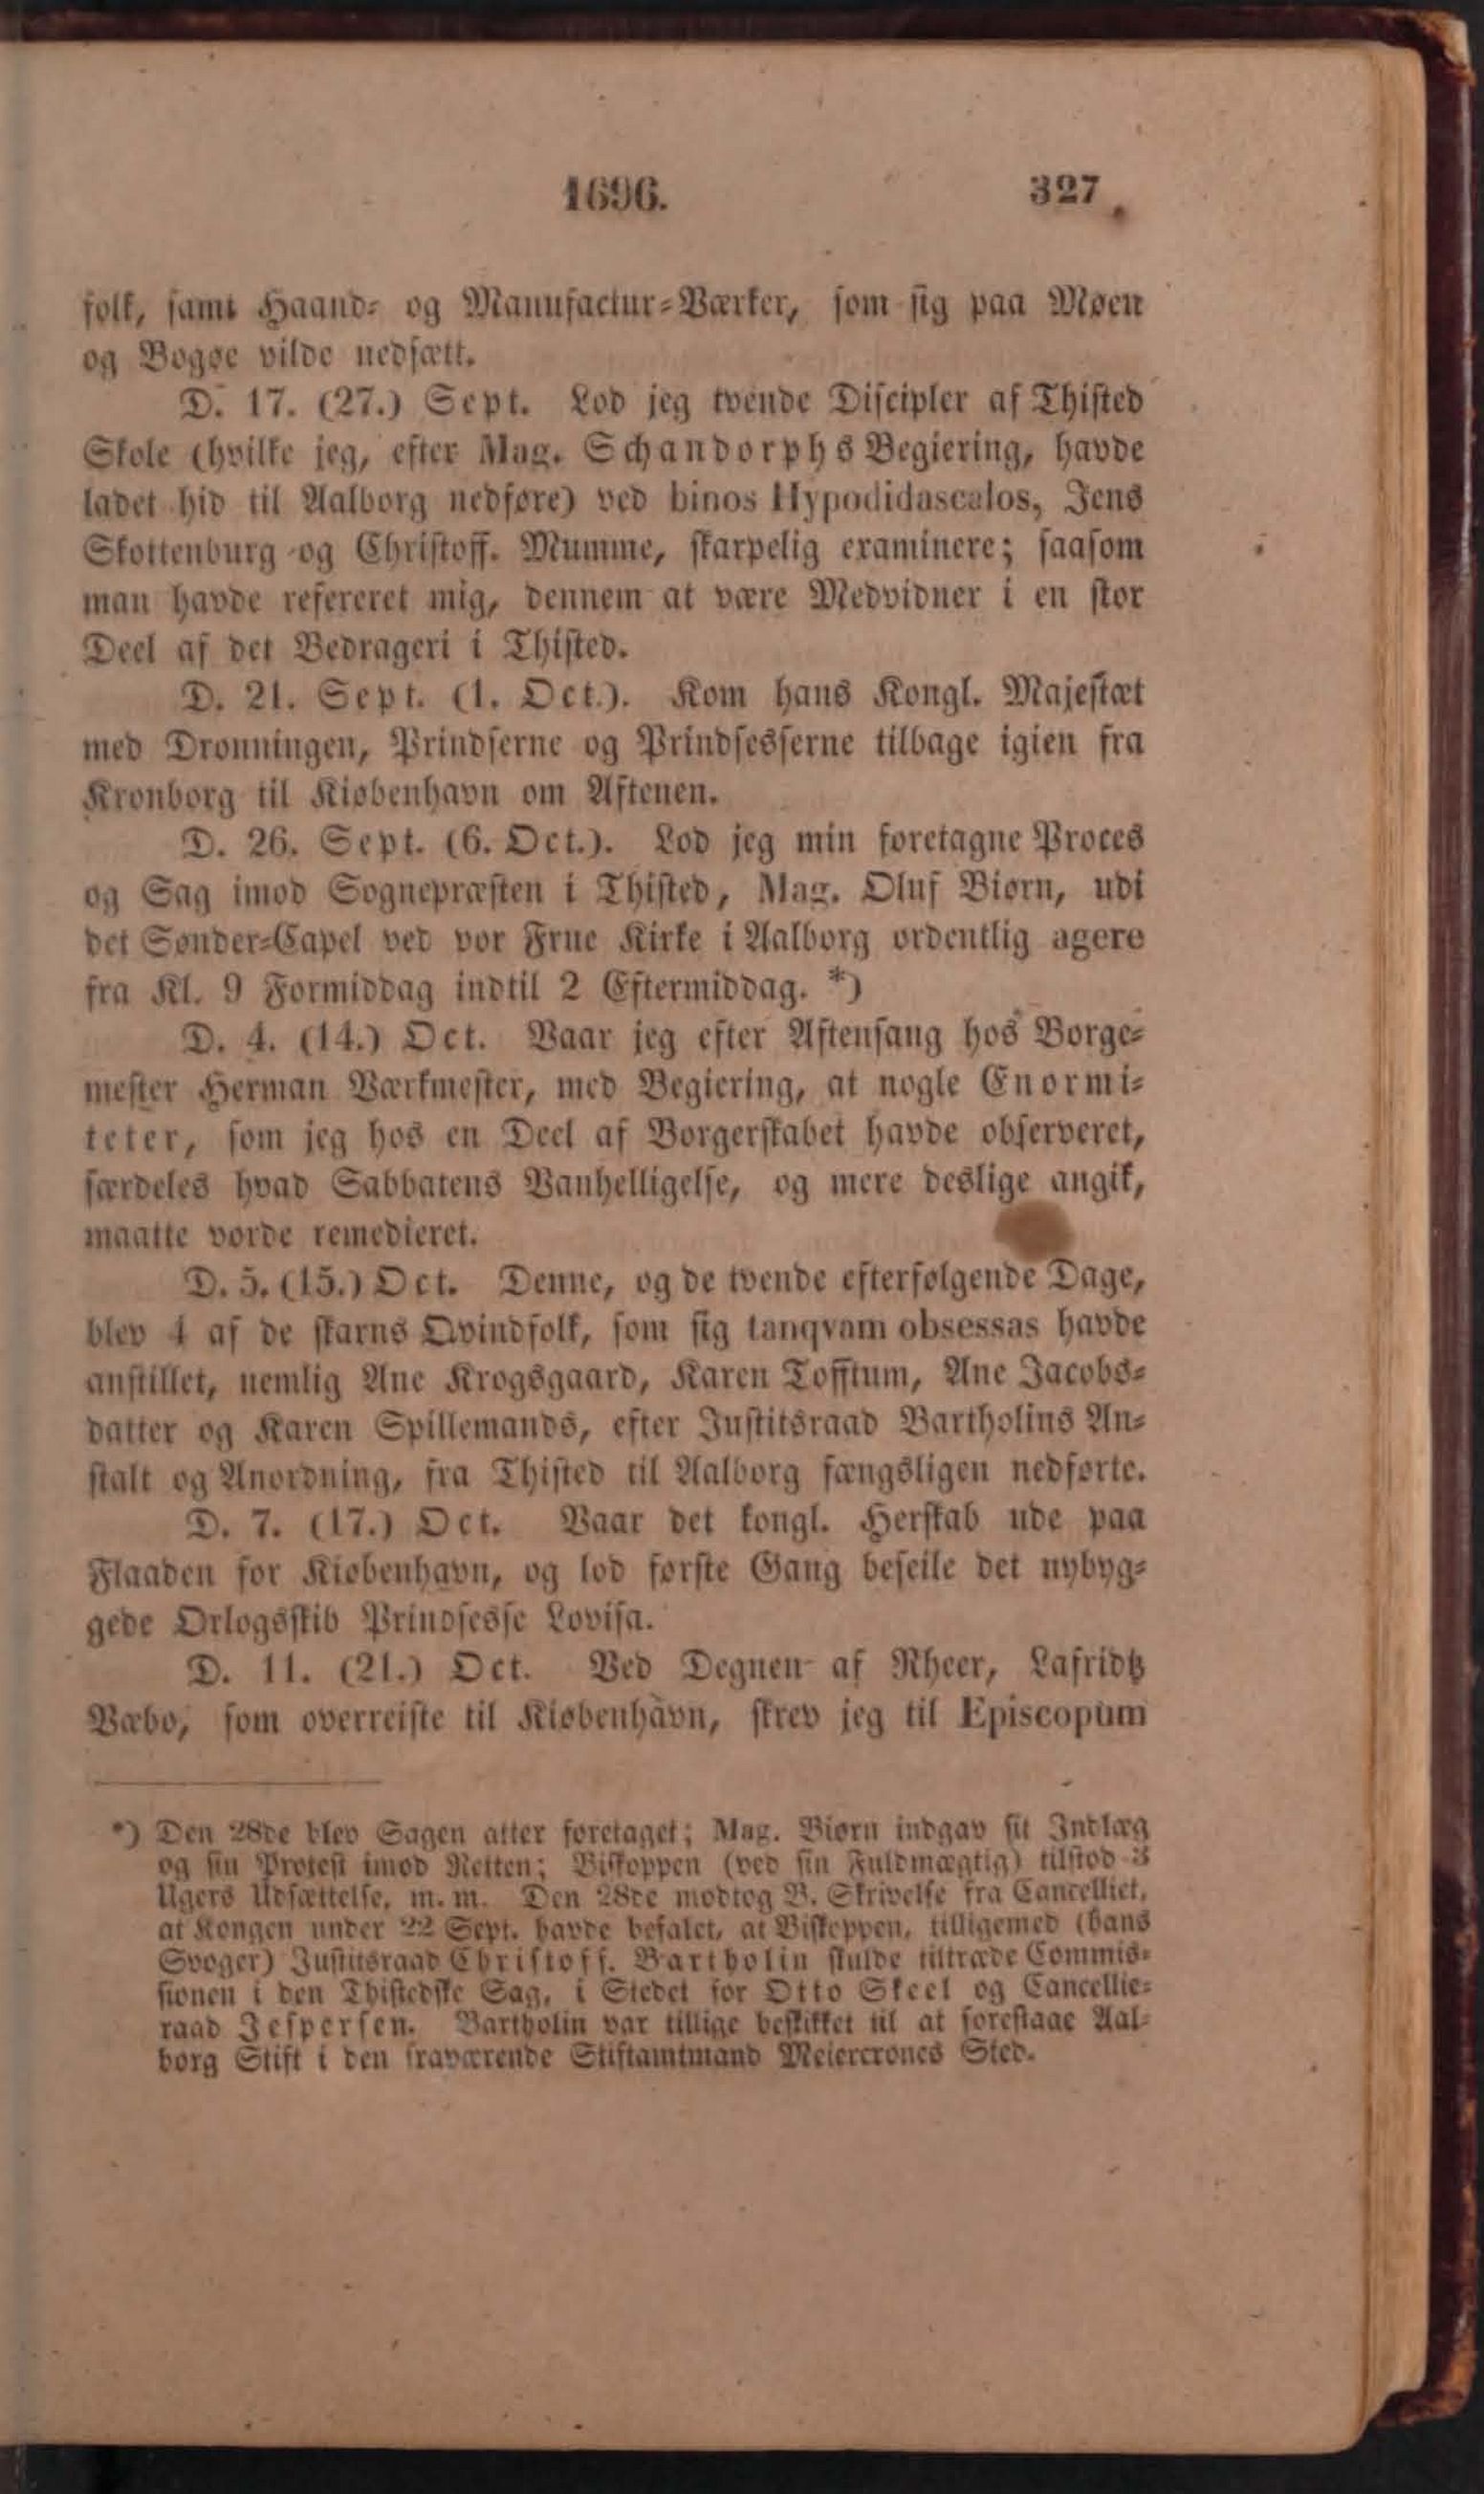 1696. 327
folk, samt Haand- og Manufactur-Værker, som sig paa Møen
og Bogøe vilde nedsætt.
D. 17. (27.) Sept. Lod jeg tvende Discipler af Thisted
Skole (hvilke jeg, efter Mag. Schandorphs Begiering, havde
ladet hid til Aalborg nedføre) ved binos Hypodidascalos, Jens
Skottenburg og Christoff. Mumme, skarpelig examinere; saasom
man havde refereret mig, dennem at være Medvidner i en stor
Deel af det Bedrageri i Thisted.
D. 21. Sept. (1. Oct.). Kom hans Kongl. Majestæt
med Dronningen, Prindserne og Prindsesserne tilbage igien fra
Kronborg til Kiøbenhavn om Aftenen.
D. 26. Sept. (6. Oct.). Lod jeg min foretagne Proces
og Sag imod Sognepræsten i Thisted, Mag. Oluf Biørn, udi
det Sønder-Capel ved vor Frue Kirke i Aalborg ordentlig agere
fra Kl. 9 Formiddag indtil 2 Eftermiddag. *)
D. 4. (14.) Oct. Vaar jeg efter Aftensang hos Borge-
mester Herman Værkmester, med Begiering, at nogle Enormi-
teter, som jeg hos en Deel af Borgerskabet havde observeret,
særdeles hvad Sabbatens Vanhelligelse, og mere deslige angik,
maatte vorde remedieret.
D. 5. (15.) Oct. Denne, og de tvende efterfølgende Dage,
blev 4 af de skarns Qvindfolk, som sig tanqvam obsessas havde
anstillet, nemlig Ane Krogsgaard, Karen Tofftum, Ane Jacobs-
datter og Karen Spillemands, efter Justitsraad Bartholins An-
stalt og Anordning, fra Thisted til Aalborg fængsligen nedførte.
D. 7. (17.) Oct. Vaar det kongl. Herskab ude paa
Flaaden for Kiøbenhavn, og lod første Gang beseile det nybyg-
gede Orlogsskib Prindsesse Lovisa.
D. 11. (21.) Oct. Ved Degnen af Rheer, Lafridtz
Væbo, som overreiste til Kiøbenhavn, skrev jeg til Episcopum
*) Den 28de blev Sagen atter foretaget; Mag. Biørn indgav sit Indlæg
og sin Protest imod Retten; Biskoppen (ved sin Fuldmægtig) tilstod 3
Ugers Udsættelse, m. m. Den 28de modtog B. Skrivelse fra Cancelliet,
at Kongen under 22 Sept. havde befalet, at Biskoppen, tilligemed (hans
Svoger) Justitsraad Christoff. Bartholin skulde tiltræde Commis-
sionen i den Thistedske Sag, i Stedet for Otto Skeel og Cancellie-
raad Jespersen. Bartholin var tillige beskikket til at forestaae Aal-
borg Stift i den fraværende Stiftamtmand Meiercrones Sted.